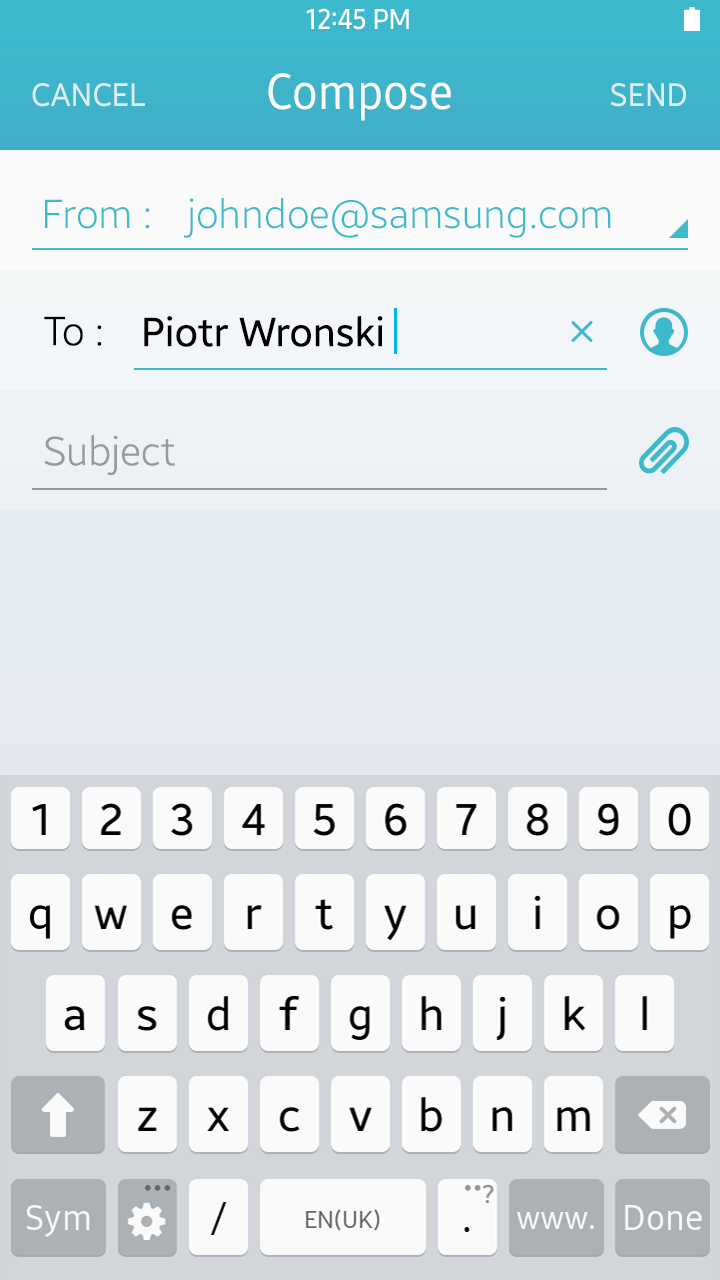 12:45 PM
CANCEL Compose SEND
From : johndoe@samsung.com
To : Piotr Wronski
Subject
1 2 3 4 5 6 7 8 9 0
q w e r t y u i o p
a s d f g h j k l
z x c v b n m
Sym / EN(UK) . ? www. Done